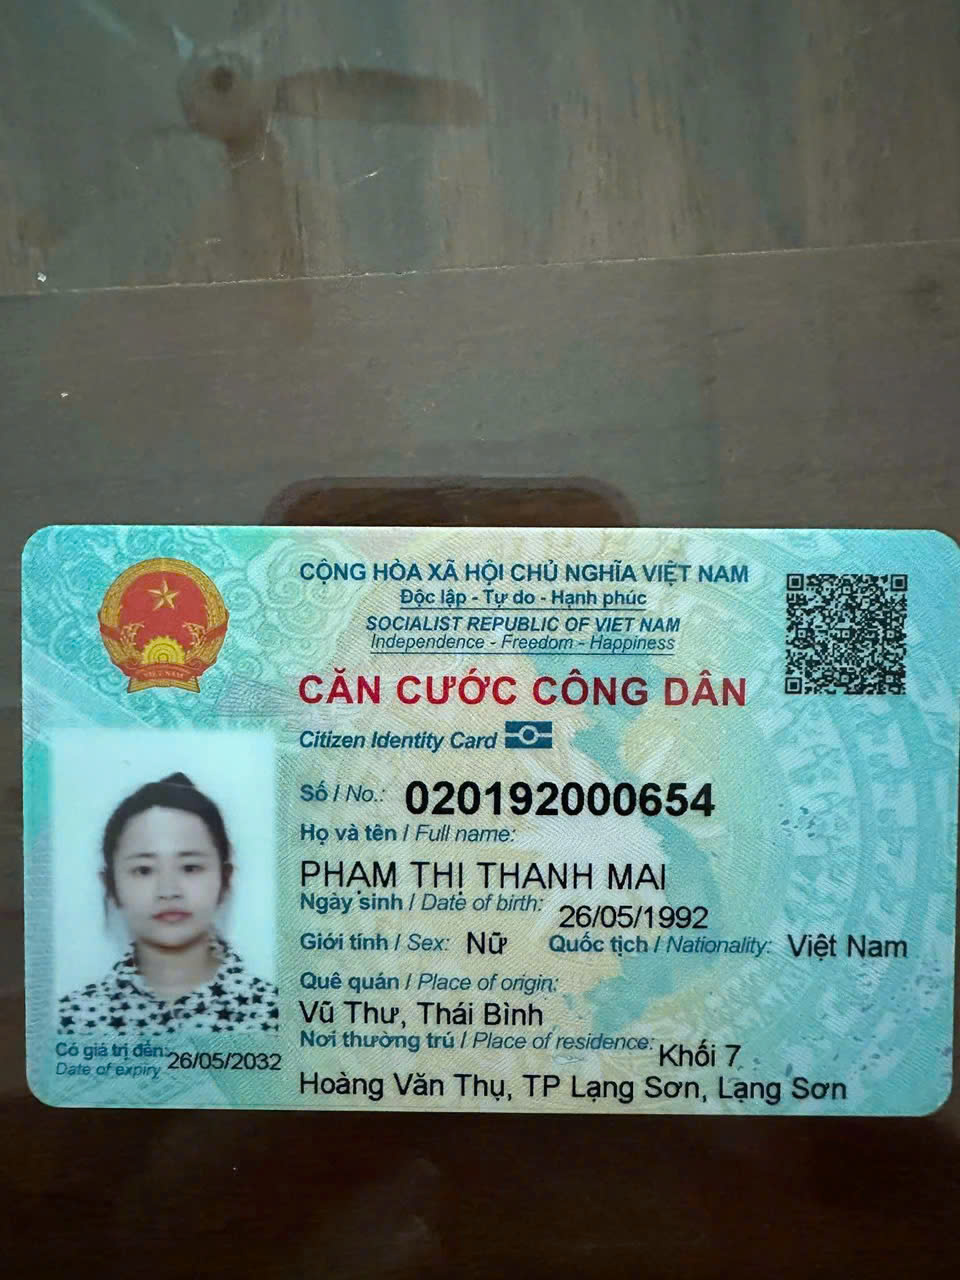 CỘNG HÒA XÃ HỘI CHỦ NGHĨA VIỆT NAM
Độc lập - Tự do - Hạnh phúc
SOCIALIST REPUBLIC OF VIET NAM
Independence - Freedom - Happiness
CĂN CƯỚC CÔNG DÂN
Citizen Identity Card
Số / No.: 020192000654
Họ và tên / Full name:
PHẠM THỊ THANH MAI
Ngày sinh / Date of birth: 26/05/1992
Giới tính / Sex: Nữ Quốc tịch / Nationality: Việt Nam
Quê quán / Place of origin:
Vũ Thư, Thái Bình
Nơi thường trú / Place of residence: Khối 7
Hoàng Văn Thụ, TP Lạng Sơn, Lạng Sơn
Có giá trị đến: 26/05/2032
Date of expiry
VIỆT NAM